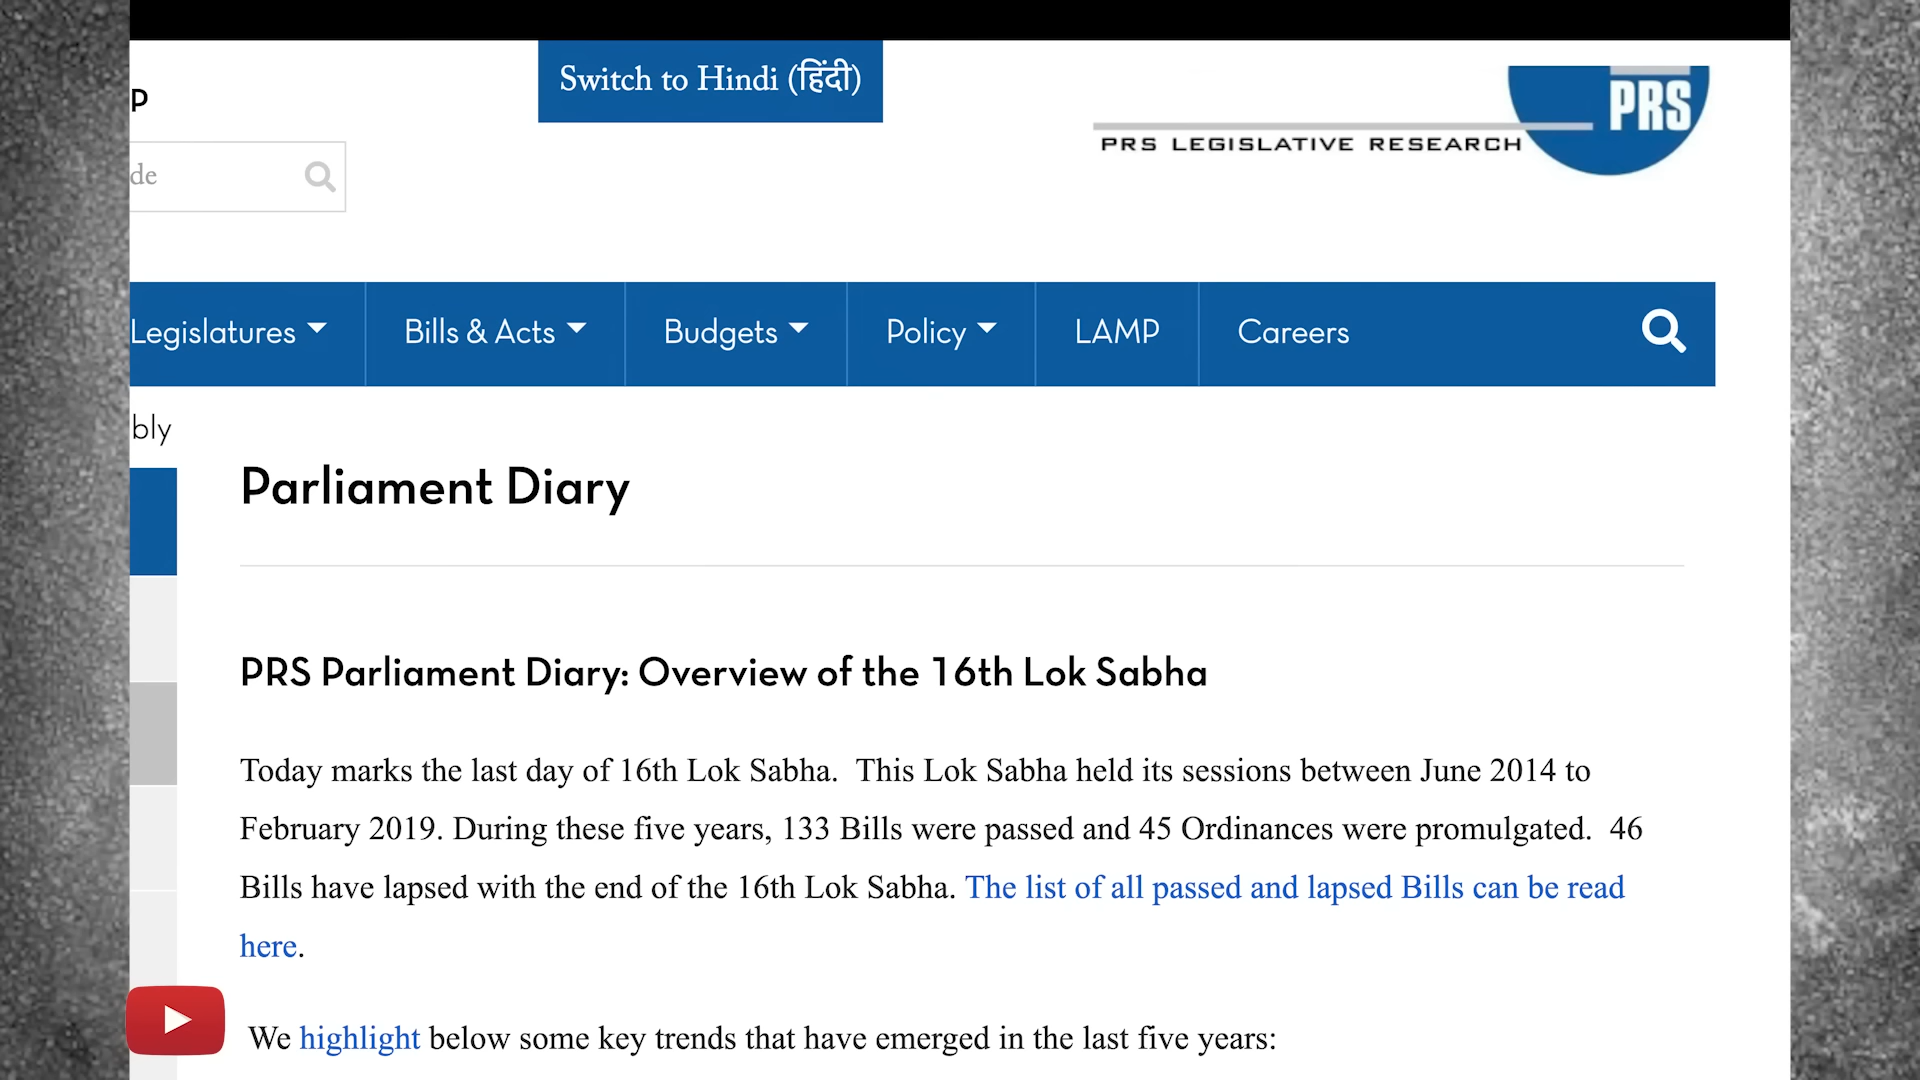 P
Switch to Hindi (हिंदी)
PRS
PRS LEGISLATIVE RESEARCH
de
Legislatures
Bills & Acts
Budgets
Policy
LAMP
Careers
bly
Parliament Diary
PRS Parliament Diary: Overview of the 16th Lok Sabha
Today marks the last day of 16th Lok Sabha.  This Lok Sabha held its sessions between June 2014 to
February 2019. During these five years, 133 Bills were passed and 45 Ordinances were promulgated.  46
Bills have lapsed with the end of the 16th Lok Sabha. The list of all passed and lapsed Bills can be read
here.
We highlight below some key trends that have emerged in the last five years: